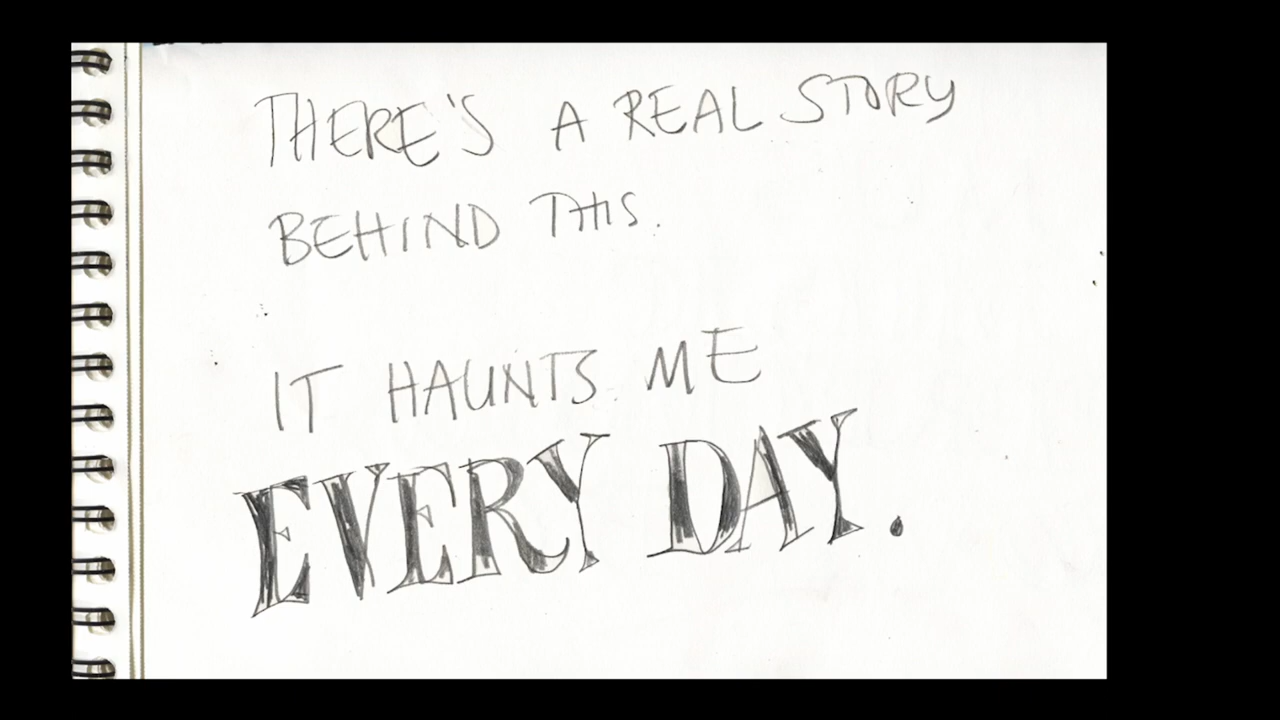 THERE'S A REAL STORY
BEHIND THIS.
IT HAUNTS ME
EVERY DAY.